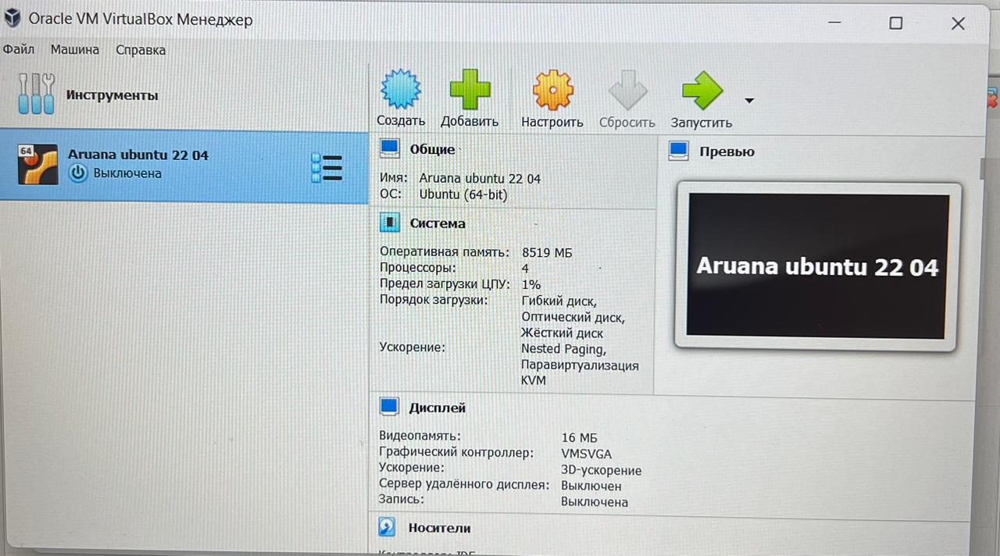 Oracle VM VirtualBox Менеджер
Файл Машина Справка
Инструменты
Создать Добавить Настроить Сбросить Запустить
64
Aruana ubuntu 22 04
Выключена
Общие
Имя: Aruana ubuntu 22 04
ОС: Ubuntu (64-bit)
Система
Оперативная память: 8519 МБ
Процессоры: 4
Предел загрузки ЦПУ: 1%
Порядок загрузки: Гибкий диск,
Оптический диск,
Жёсткий диск
Ускорение: Nested Paging,
Паравиртуализация
KVM
Превью
Aruana ubuntu 22 04
Дисплей
Видеопамять: 16 МБ
Графический контроллер: VMSVGA
Ускорение: 3D-ускорение
Сервер удалённого дисплея: Выключен
Запись: Выключена
Носители